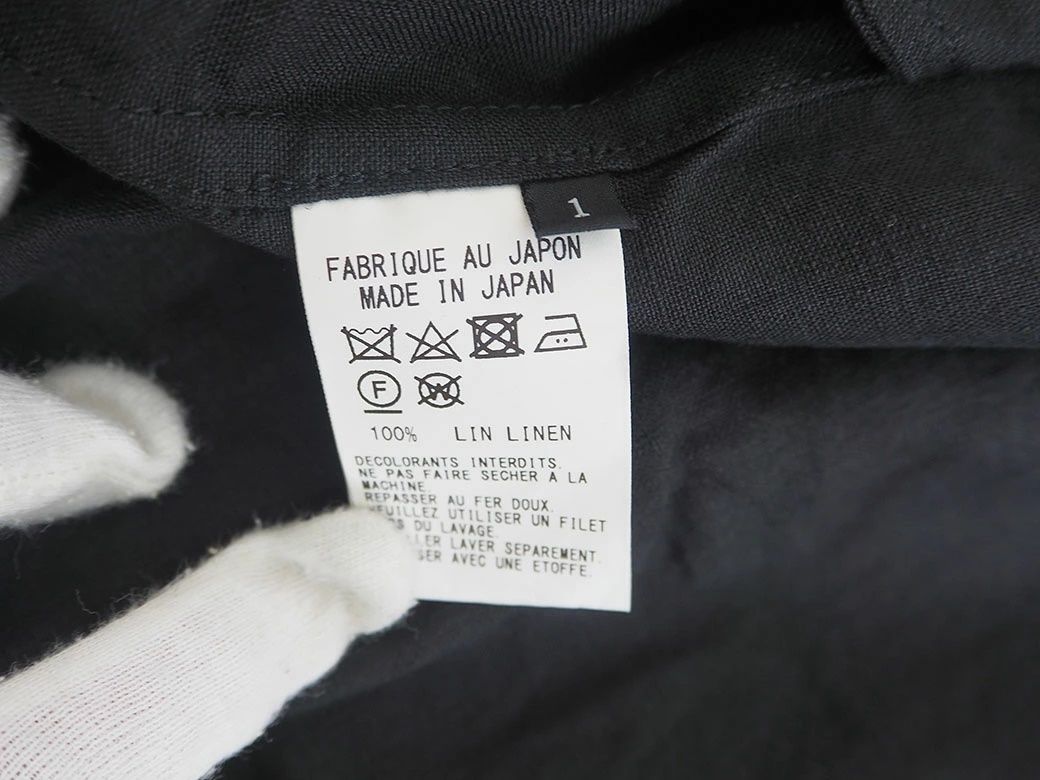 1
FABRIQUE AU JAPON
MADE IN JAPAN
F W
100% LIN LINEN
DECOLORANTS INTERDITS.
NE PAS FAIRE SECHER A LA
MACHINE
REPASSER AU FER DOUX.
UTILISER UN FILET
DU LAVAGE.
LAVER SEPAREMENT.
AVEC UNE ETOFFE.